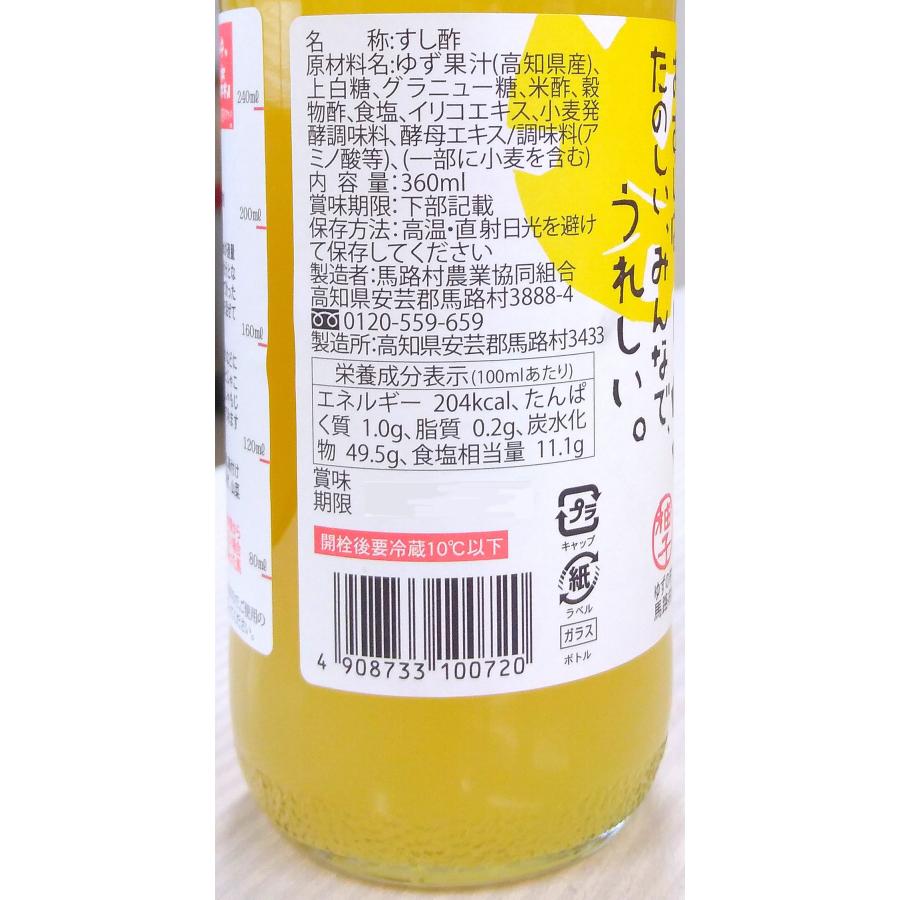 名　　称:すし酢
原材料名:ゆず果汁(高知県産)、
上白糖、グラニュー糖、米酢、穀
物酢、食塩、イリコエキス、小麦発
酵調味料、酵母エキス/調味料(ア
ミノ酸等)、(一部に小麦を含む)
内 容 量:360ml
賞味期限:下部記載
保存方法:高温・直射日光を避け
て保存してください
製造者:馬路村農業協同組合
高知県安芸郡馬路村3888-4
0120-559-659
製造所:高知県安芸郡馬路村3433
栄養成分表示(100mlあたり)
エネルギー 204kcal、たんぱ
く質 1.0g、脂質 0.2g、炭水化
物 49.5g、食塩相当量 11.1g
賞味
期限
開栓後要冷蔵10℃以下
4 908733 100720
プラ
キャップ
紙
ラベル
ガラス
ボトル
たのしい、みんなで、
うれしい。
240ml
200ml
160ml
120ml
80ml